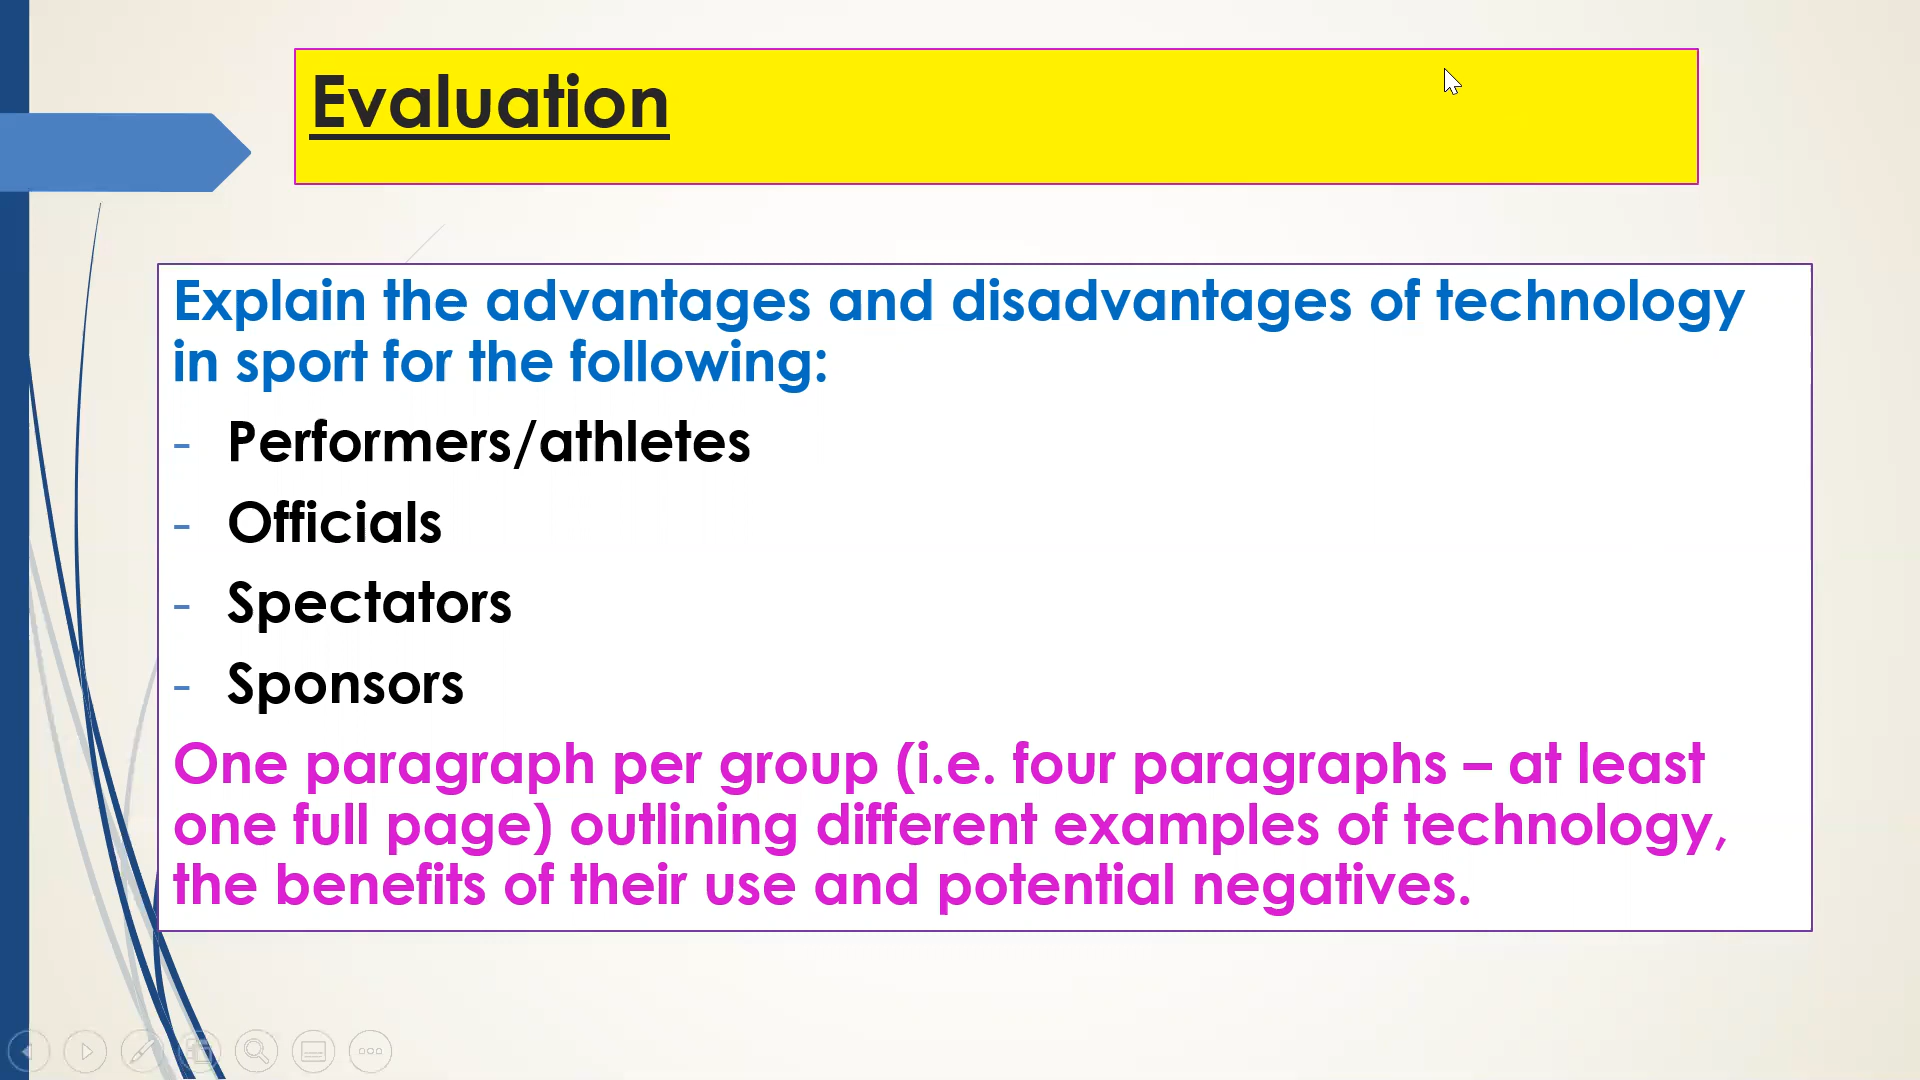 Evaluation
Explain the advantages and disadvantages of technology
in sport for the following:
- Performers/athletes
- Officials
- Spectators
- Sponsors
One paragraph per group (i.e. four paragraphs – at least
one full page) outlining different examples of technology,
the benefits of their use and potential negatives.